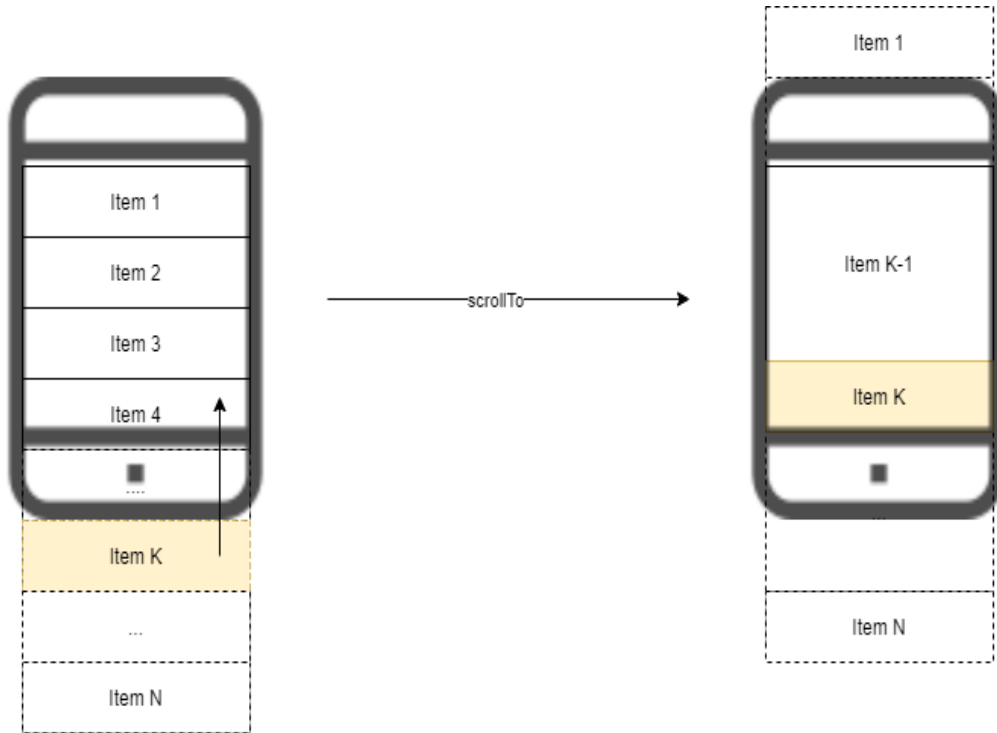 Item 1
Item 2
Item 3
Item 4
....
Item K
...
Item N
scrollTo
Item 1
Item K-1
Item K
...
Item N